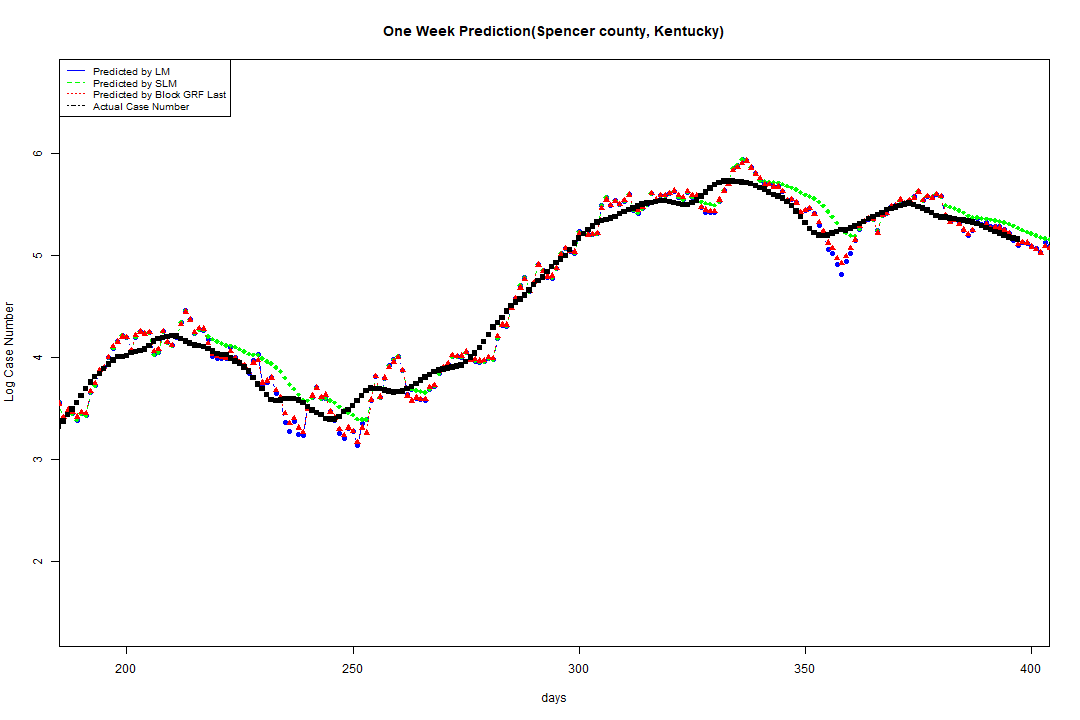 One Week Prediction(Spencer county, Kentucky)
Predicted by LM
Predicted by SLM
Predicted by Block GRF Last
Actual Case Number
6
5
4
3
2
Log Case Number
200 250 300 350 400
days